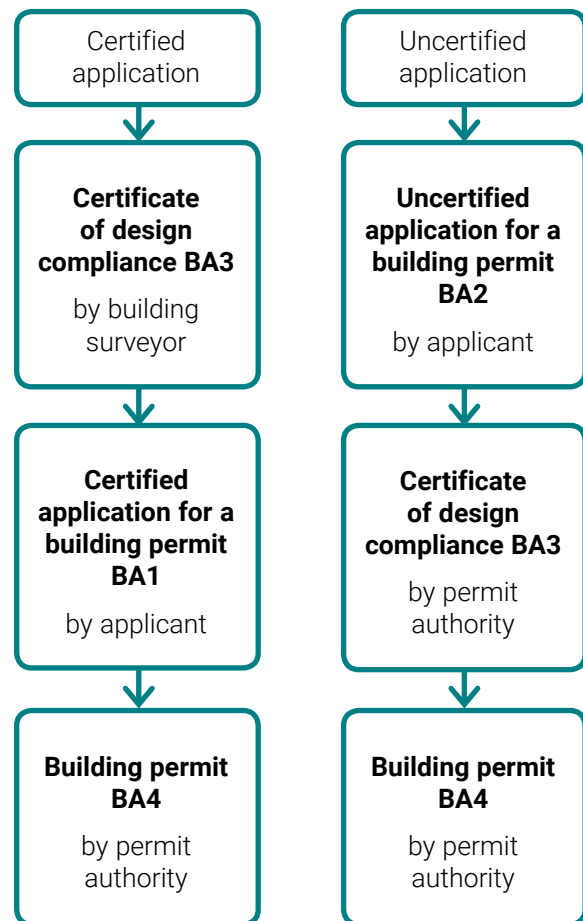 Certified
application
Certificate
of design
compliance BA3
by building
surveyor
Certified
application for a
building permit
BA1
by applicant
Building permit
BA4
by permit
authority
Uncertified
application
Uncertified
application for a
building permit
BA2
by applicant
Certificate
of design
compliance BA3
by permit
authority
Building permit
BA4
by permit
authority